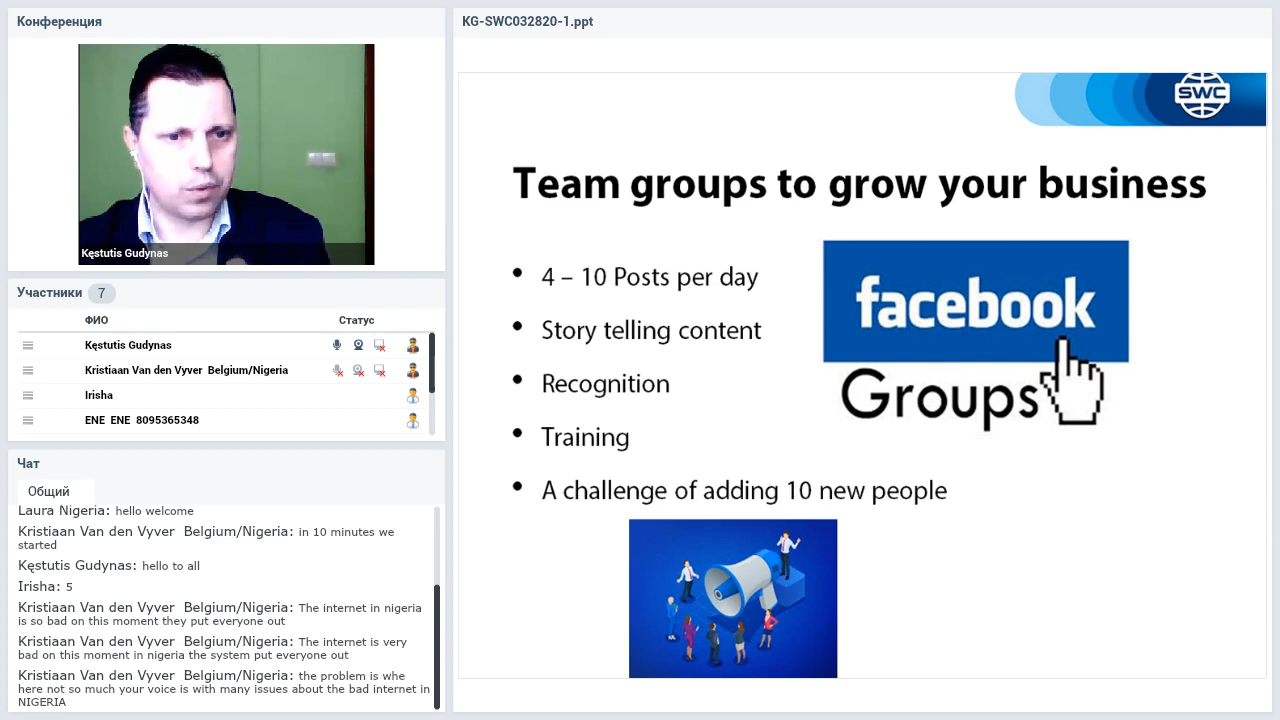 Конференция
Kęstutis Gudynas
Участники 7
ФИО Статус
Kęstutis Gudynas
Kristiaan Van den Vyver Belgium/Nigeria
Irisha
ENE ENE 8095365348
Чат
Общий
Laura Nigeria: hello welcome
Kristiaan Van den Vyver Belgium/Nigeria: in 10 minutes we
started
Kęstutis Gudynas: hello to all
Irisha: 5
Kristiaan Van den Vyver Belgium/Nigeria: The internet in nigeria
is so bad on this moment they put everyone out
Kristiaan Van den Vyver Belgium/Nigeria: The internet is very
bad on this moment in nigeria the system put everyone out
Kristiaan Van den Vyver Belgium/Nigeria: the problem is whe
here not so much your voice is with many issues about the bad internet in
NIGERIA
KG-SWC032820-1.ppt
SWC
Team groups to grow your business
• 4 – 10 Posts per day
• Story telling content
• Recognition
• Training
• A challenge of adding 10 new people
facebook
Groups